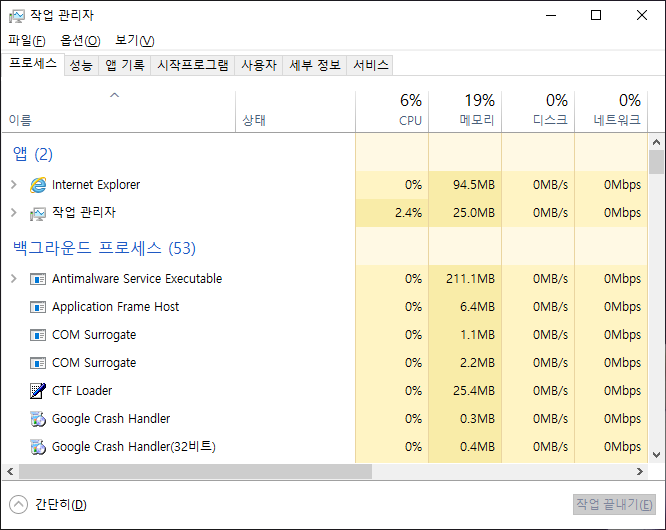 작업 관리자
파일(F) 옵션(O) 보기(V)
프로세스 성능 앱 기록 시작프로그램 사용자 세부 정보 서비스
6% 19% 0% 0%
이름 상태 CPU 메모리 디스크 네트워크
앱 (2)
Internet Explorer 0% 94.5MB 0MB/s 0Mbps
작업 관리자 2.4% 25.0MB 0MB/s 0Mbps
백그라운드 프로세스 (53)
Antimalware Service Executable 0% 211.1MB 0MB/s 0Mbps
Application Frame Host 0% 6.4MB 0MB/s 0Mbps
COM Surrogate 0% 1.1MB 0MB/s 0Mbps
COM Surrogate 0% 2.2MB 0MB/s 0Mbps
CTF Loader 0% 25.4MB 0MB/s 0Mbps
Google Crash Handler 0% 0.3MB 0MB/s 0Mbps
Google Crash Handler(32비트) 0% 0.4MB 0MB/s 0Mbps
간단히(D) 작업 끝내기(E)